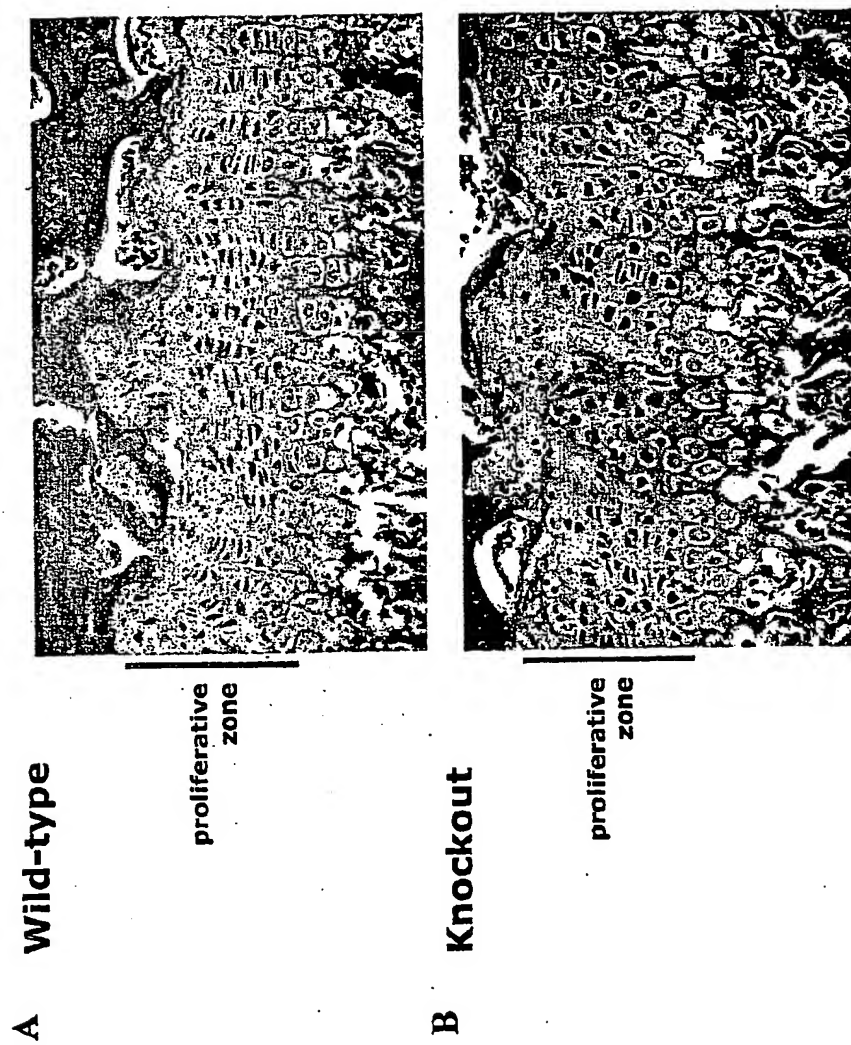 A Wild-type
proliferative
zone
B Knockout
proliferative
zone